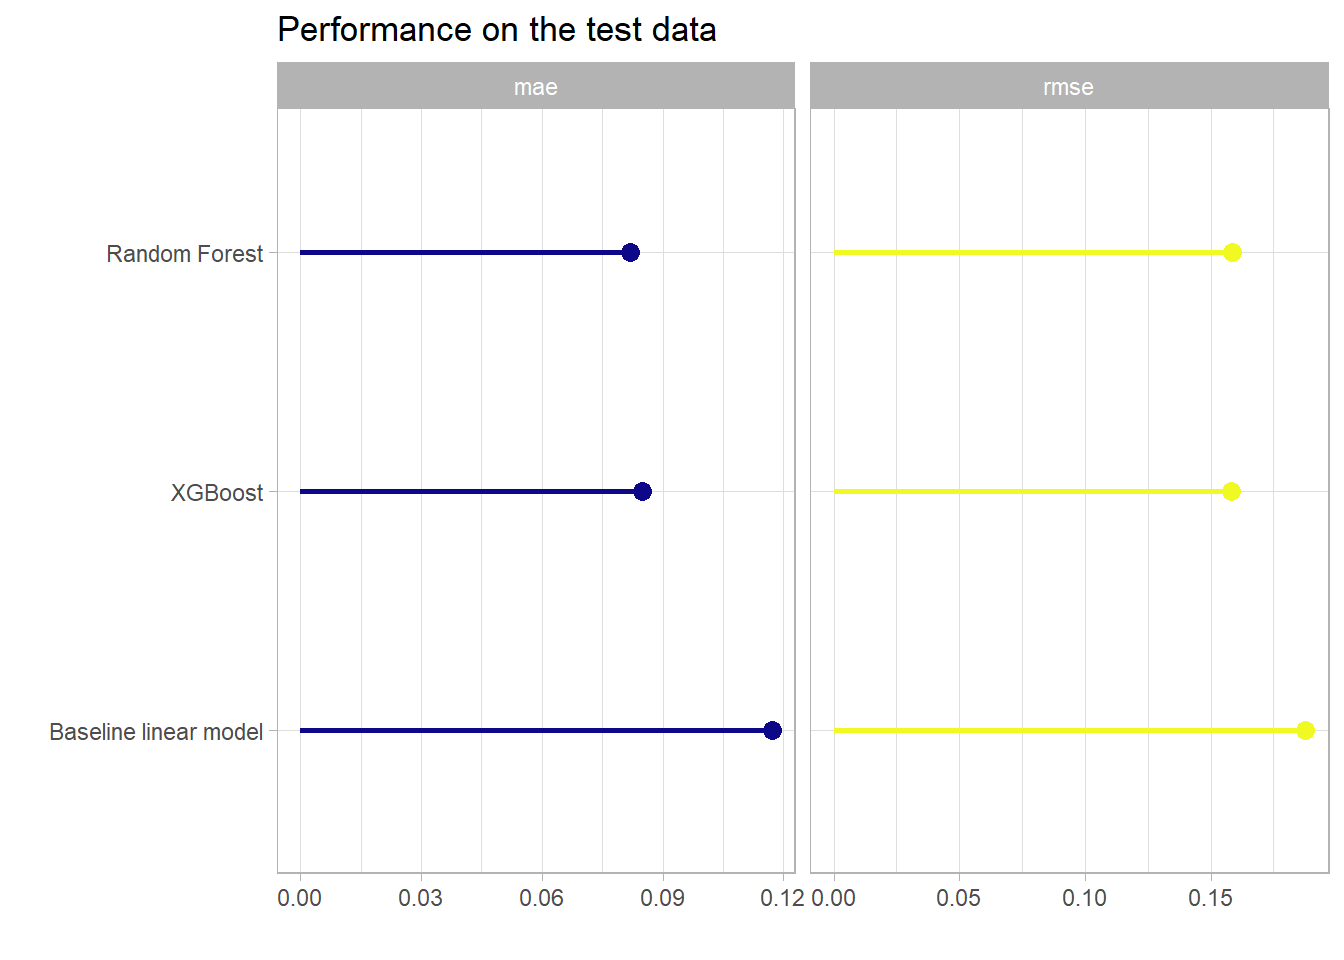 Performance on the test data
mae
rmse
Random Forest
XGBoost
Baseline linear model
0.00 0.03 0.06 0.09 0.12 0.00 0.05 0.10 0.15